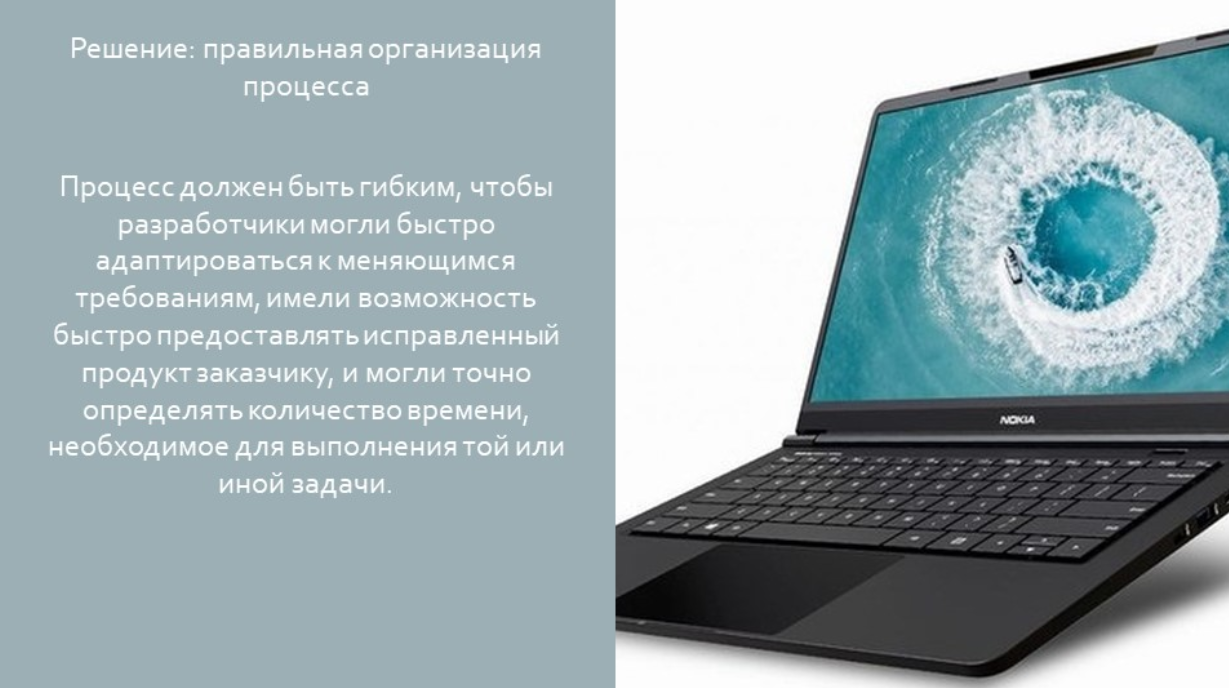 Решение: правильная организация
процесса
Процесс должен быть гибким, чтобы
разработчики могли быстро
адаптироваться к меняющимся
требованиям, имели возможность
быстро предоставлять исправленный
продукт заказчику, и могли точно
определять количество времени,
необходимое для выполнения той или
иной задачи.
NOKIA